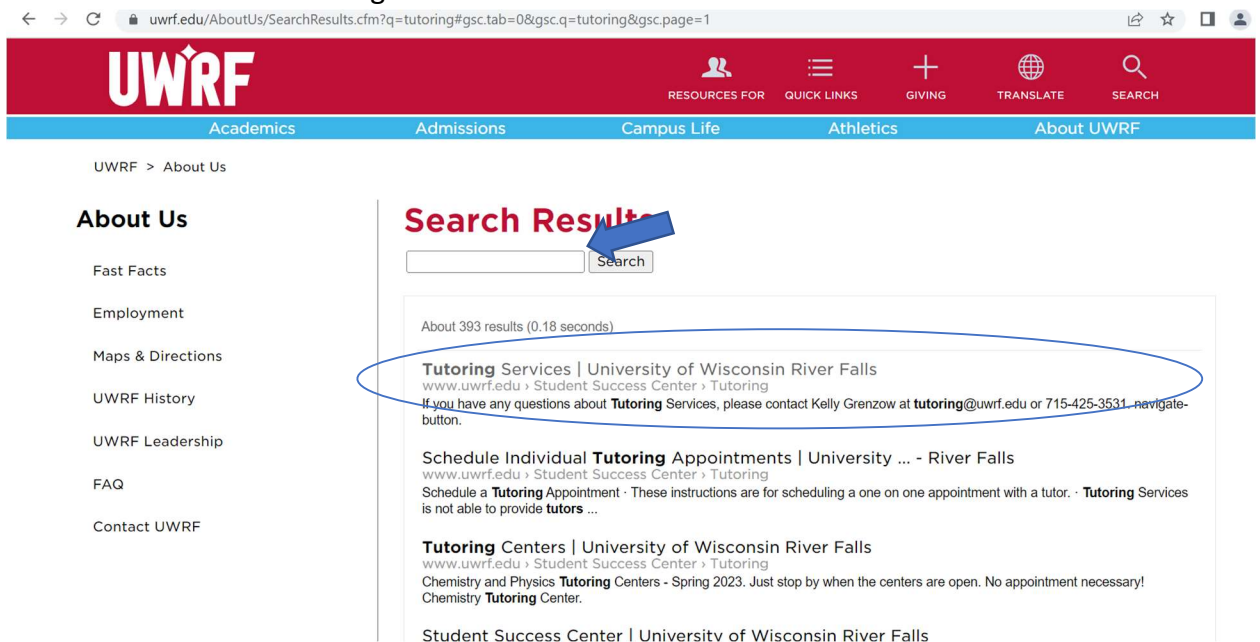 uwrf.edu/AboutUs/SearchResults.cfm?q=tutoring#gsc.tab=0&gsc.q=tutoring&gsc.page=1
UWRF
RESOURCES FOR QUICK LINKS GIVING TRANSLATE SEARCH
Academics Admissions Campus Life Athletics About UWRF
UWRF > About Us
About Us
Fast Facts
Employment
Maps & Directions
UWRF History
UWRF Leadership
FAQ
Contact UWRF
Search Results
Search
About 393 results (0.18 seconds)
Tutoring Services | University of Wisconsin River Falls
www.uwrf.edu › Student Success Center › Tutoring
If you have any questions about Tutoring Services, please contact Kelly Grenzow at tutoring@uwrf.edu or 715-425-3531. navigate-
button.
Schedule Individual Tutoring Appointments | University ... - River Falls
www.uwrf.edu › Student Success Center › Tutoring
Schedule a Tutoring Appointment · These instructions are for scheduling a one on one appointment with a tutor. · Tutoring Services
is not able to provide tutors ...
Tutoring Centers | University of Wisconsin River Falls
www.uwrf.edu › Student Success Center › Tutoring
Chemistry and Physics Tutoring Centers - Spring 2023. Just stop by when the centers are open. No appointment necessary!
Chemistry Tutoring Center.
Student Success Center | University of Wisconsin River Falls